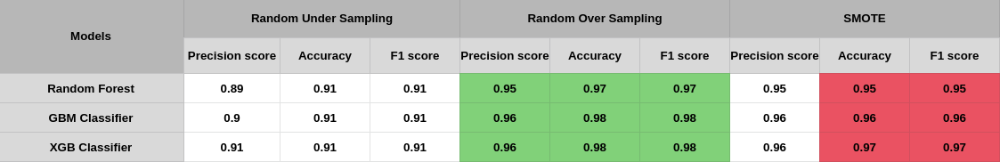 Models Random Under Sampling Random Over Sampling SMOTE
Precision score Accuracy F1 score Precision score Accuracy F1 score Precision score Accuracy F1 score
Random Forest 0.89 0.91 0.91 0.95 0.97 0.97 0.95 0.95 0.95
GBM Classifier 0.9 0.91 0.91 0.96 0.98 0.98 0.96 0.96 0.96
XGB Classifier 0.91 0.91 0.91 0.96 0.98 0.98 0.96 0.97 0.97